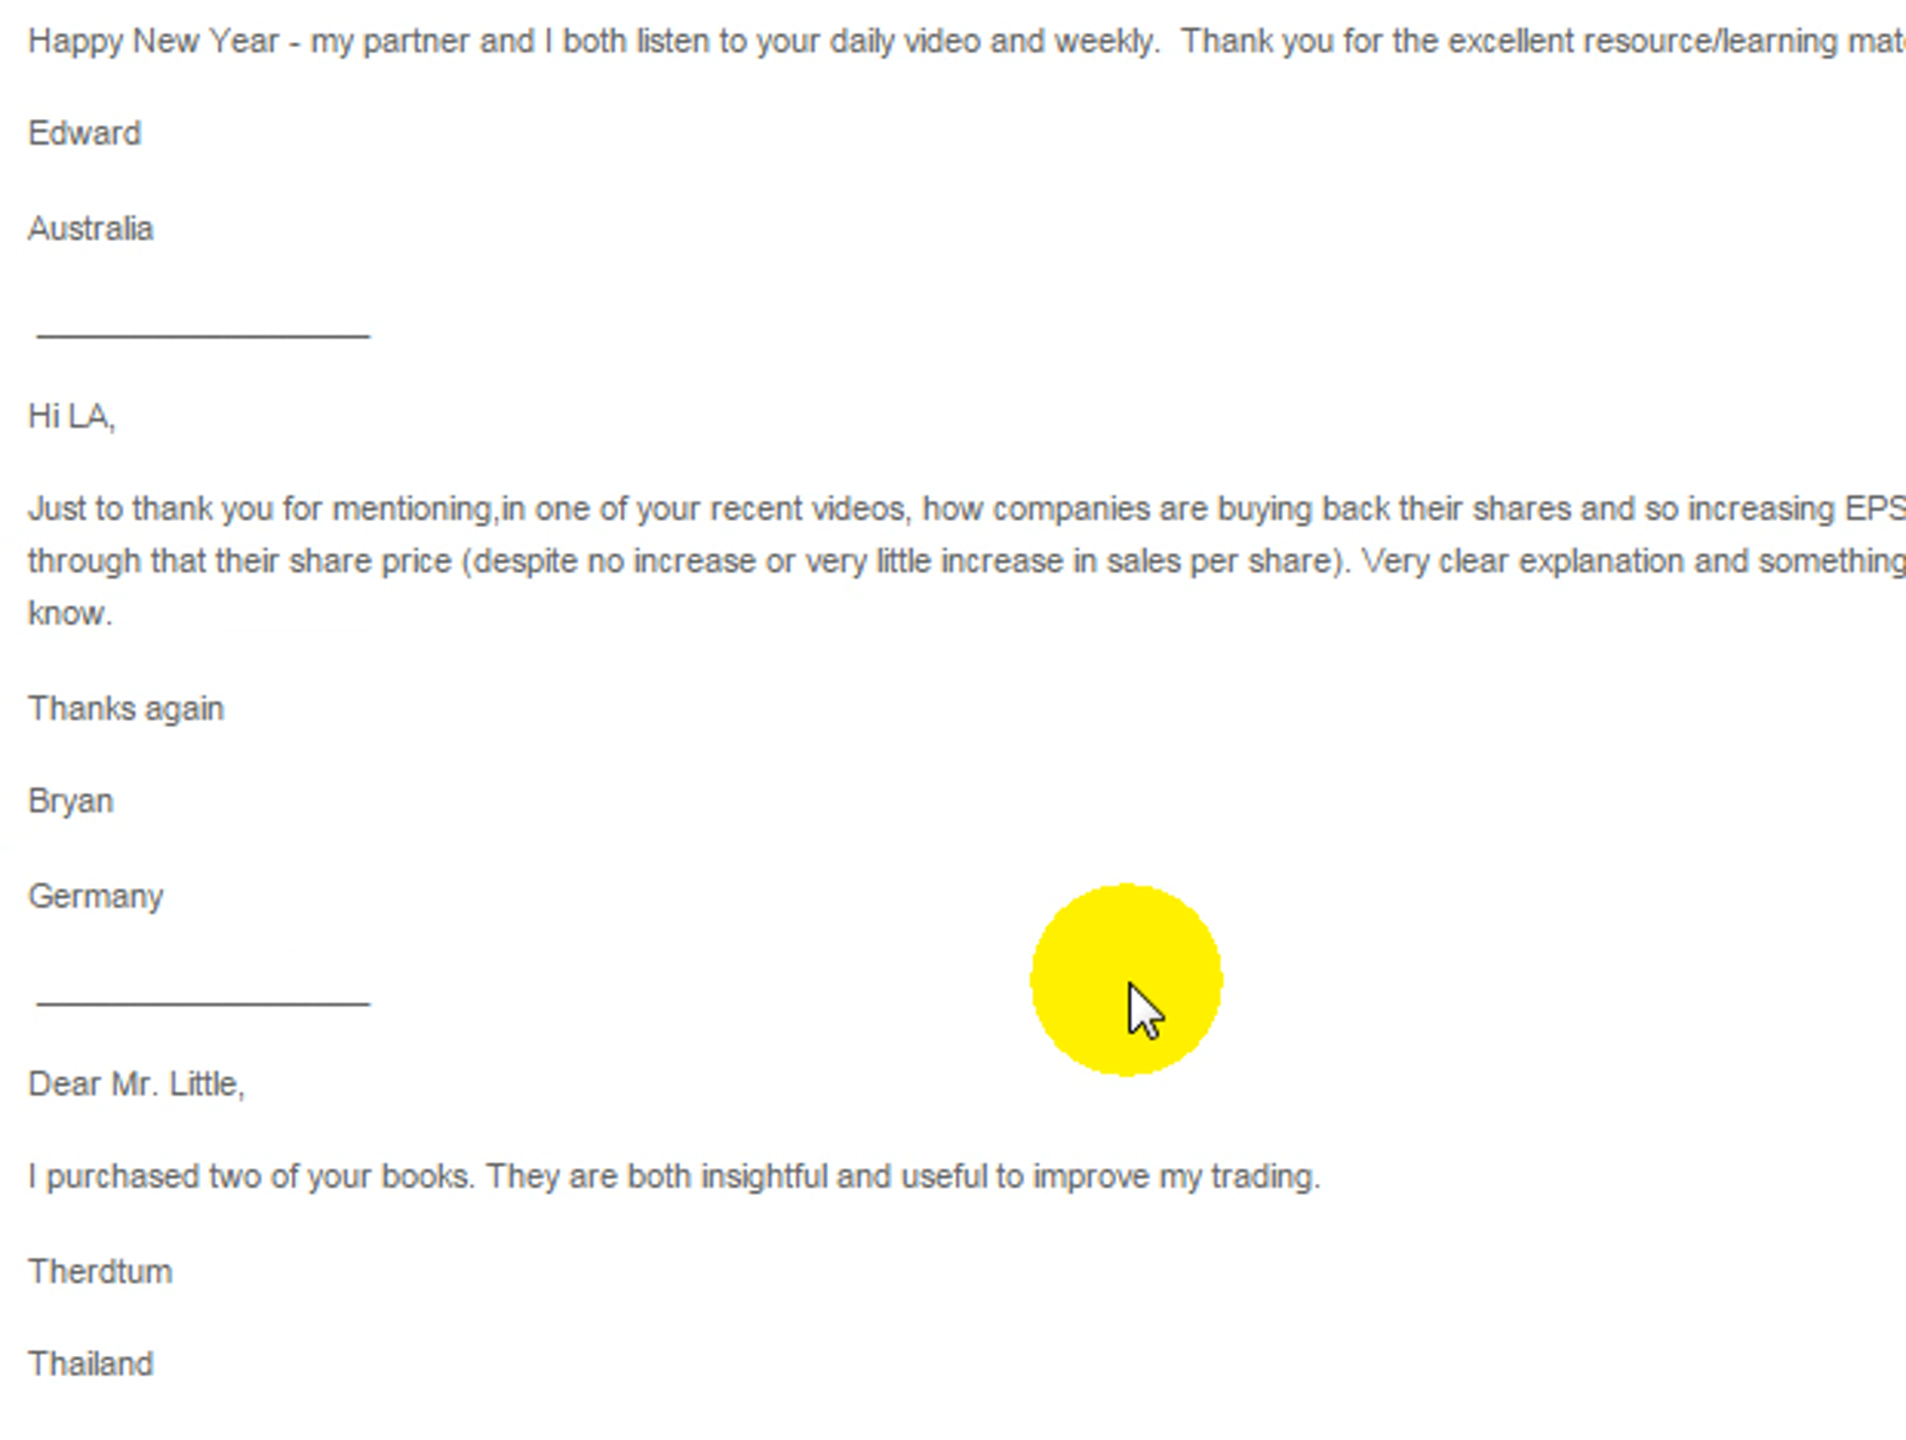 Happy New Year - my partner and I both listen to your daily video and weekly.  Thank you for the excellent resource/learning
Edward
Australia
Hi LA,
Just to thank you for mentioning,in one of your recent videos, how companies are buying back their shares and so increasing EPS
through that their share price (despite no increase or very little increase in sales per share). Very clear explanation and something
know.
Thanks again
Bryan
Germany
Dear Mr. Little,
I purchased two of your books. They are both insightful and useful to improve my trading.
Therdtum
Thailand